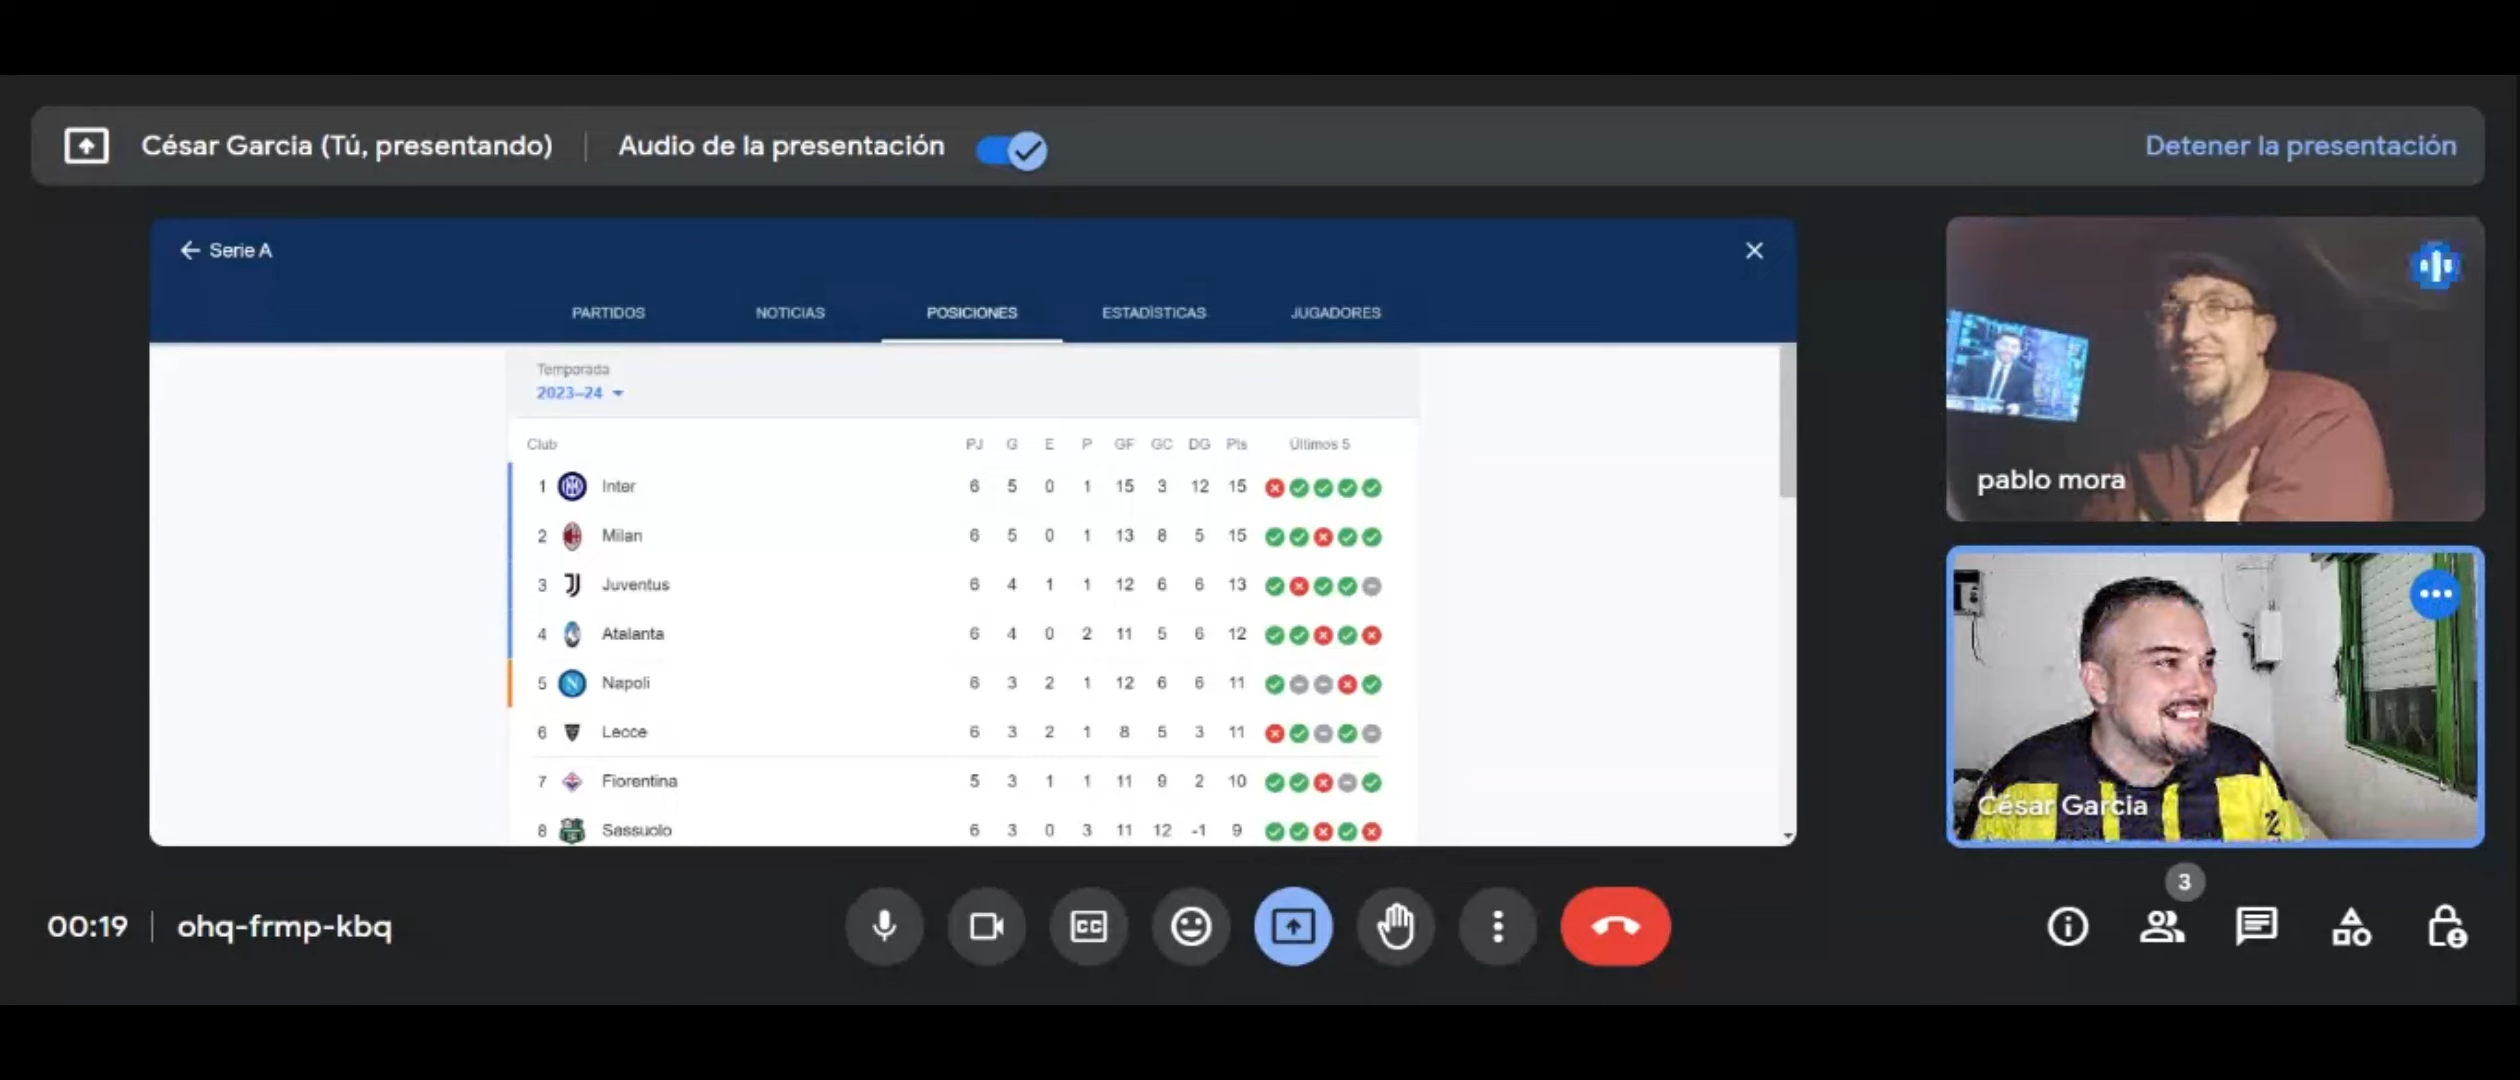 César Garcia (Tú, presentando)
Audio de la presentación
Detener la presentación
Serie A
PARTIDOS NOTICIAS POSICIONES ESTADÍSTICAS JUGADORES
Temporada
2023–24
Club PJ G E P GF GC DG Pts Últimos 5
1 Inter 6 5 0 1 15 3 12 15
2 Milan 6 5 0 1 13 8 5 15
3 Juventus 6 4 1 1 12 6 6 13
4 Atalanta 6 4 0 2 11 5 6 12
5 Napoli 6 3 2 1 12 6 6 11
6 Lecce 6 3 2 1 8 5 3 11
7 Fiorentina 5 3 1 1 11 9 2 10
8 Sassuolo 6 3 0 3 11 12 -1 9
pablo mora
César Garcia
00:19 ohq-frmp-kbq
CC
3